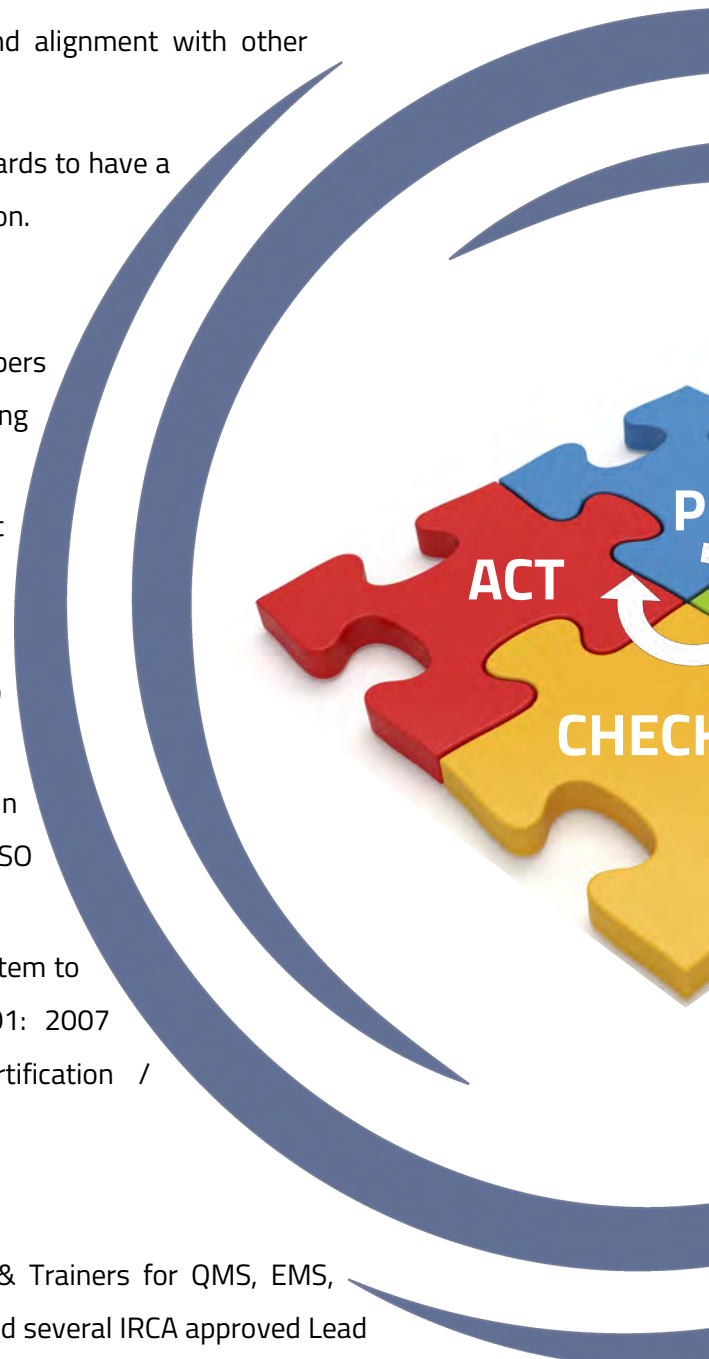 nd alignment with other
ards to have a
on.
bers
ng
t
n
SO
tem to
01: 2007
rtification /
& Trainers for QMS, EMS,
d several IRCA approved Lead
P
ACT
CHECK